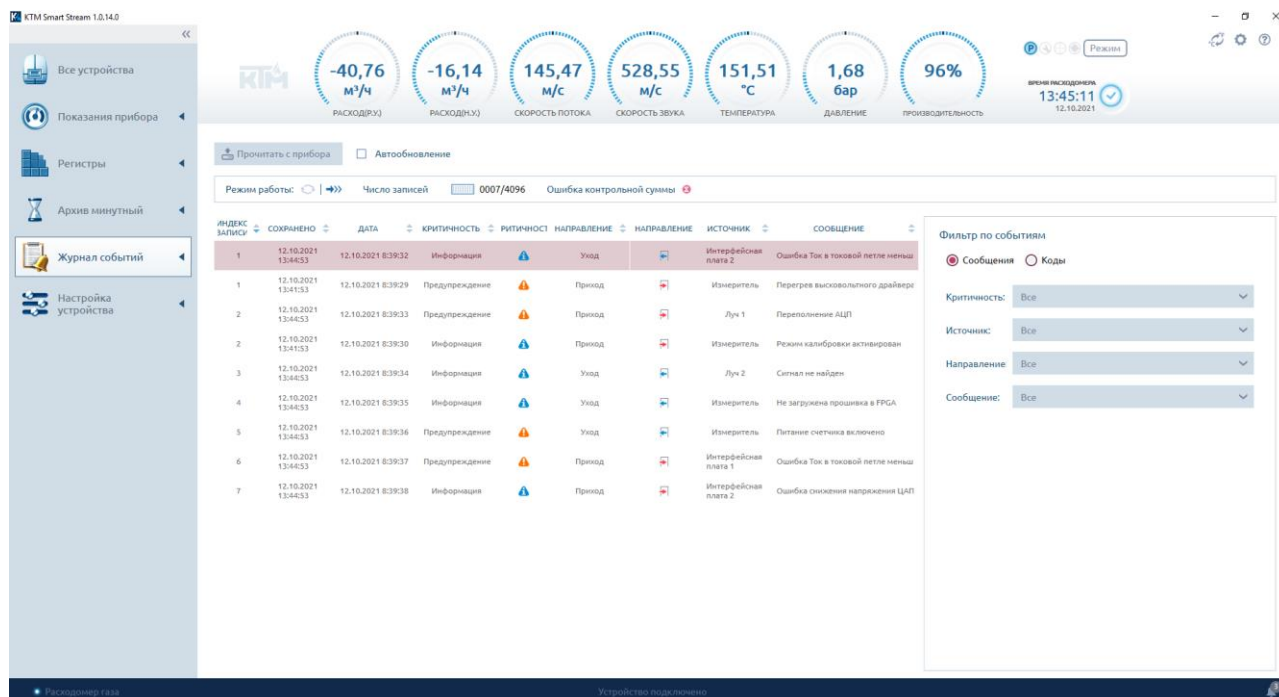 KTM Smart Stream 1.0.14.0
Все устройства
Показания прибора
Регистры
Архив минутный
Журнал событий
Настройка
устройства
КТМ
-40,76
м³/ч
РАСХОД(Р.У.)
-16,14
м³/ч
РАСХОД(Н.У.)
145,47
м/с
СКОРОСТЬ ПОТОКА
528,55
м/с
СКОРОСТЬ ЗВУКА
151,51
°C
ТЕМПЕРАТУРА
1,68
бар
ДАВЛЕНИЕ
96%
ПРОИЗВОДИТЕЛЬНОСТЬ
P Режим
ВРЕМЯ РАСХОДОМЕРА
13:45:11
12.10.2021
Прочитать с прибора Автообновление
Режим работы: Число записей 0007/4096 Ошибка контрольной суммы
ИНДЕКС ЗАПИСИ СОХРАНЕНО ДАТА КРИТИЧНОСТЬ РИТИЧНОСТ НАПРАВЛЕНИЕ НАПРАВЛЕНИЕ ИСТОЧНИК СООБЩЕНИЕ
1 12.10.2021 13:44:53 12.10.2021 8:39:32 Информация Уход Интерфейсная плата 2 Ошибка Ток в токовой петле меньш
1 12.10.2021 13:41:53 12.10.2021 8:39:29 Предупреждение Приход Измеритель Перегрев высковольтного драйвера
2 12.10.2021 13:44:53 12.10.2021 8:39:33 Предупреждение Приход Луч 1 Переполнение АЦП
2 12.10.2021 13:41:53 12.10.2021 8:39:30 Информация Приход Измеритель Режим калибровки активирован
3 12.10.2021 13:44:53 12.10.2021 8:39:34 Информация Уход Луч 2 Сигнал не найден
4 12.10.2021 13:44:53 12.10.2021 8:39:35 Информация Уход Измеритель Не загружена прошивка в FPGA
5 12.10.2021 13:44:53 12.10.2021 8:39:36 Предупреждение Уход Измеритель Питание счетчика включено
6 12.10.2021 13:44:53 12.10.2021 8:39:37 Предупреждение Приход Интерфейсная плата 1 Ошибка Ток в токовой петле меньш
7 12.10.2021 13:44:53 12.10.2021 8:39:38 Информация Приход Интерфейсная плата 2 Ошибка снижения напряжения ЦАП
Фильтр по событиям
Сообщения Коды
Критичность: Все
Источник: Все
Направление Все
Сообщение: Все
Расходомер газа Устройство подключено